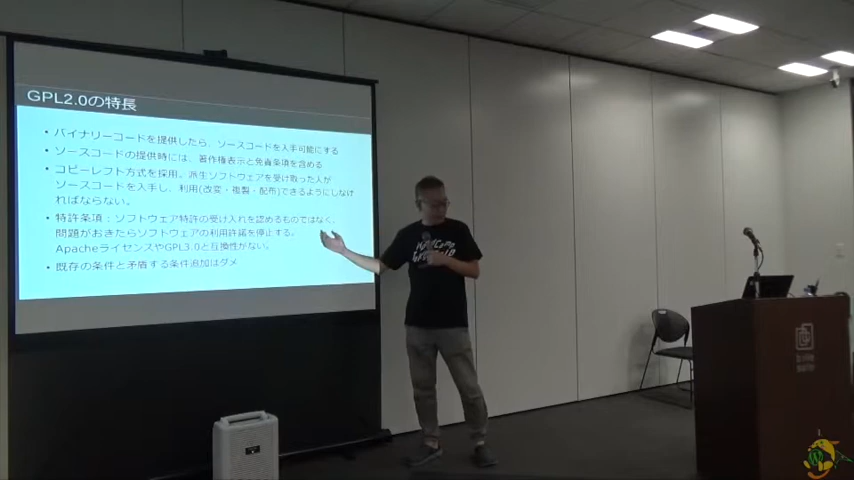 GPL2.0の特長
• バイナリーコードを提供したら、ソースコードを入手可能にする
• ソースコードの提供時には、著作権表示と免責条項を含める
• コピーレフト方式を採用。派生ソフトウェアを受け取った人が
ソースコードを入手し、利用(改変・複製・配布)できるようにしなけ
ればならない。
• 特許条項：ソフトウェア特許の受け入れを認めるものではなく、
問題がおきたらソフトウェアの利用許諾を停止する。
ApacheライセンスやGPL3.0と互換性がない。
• 既存の条件と矛盾する条件追加はダメ